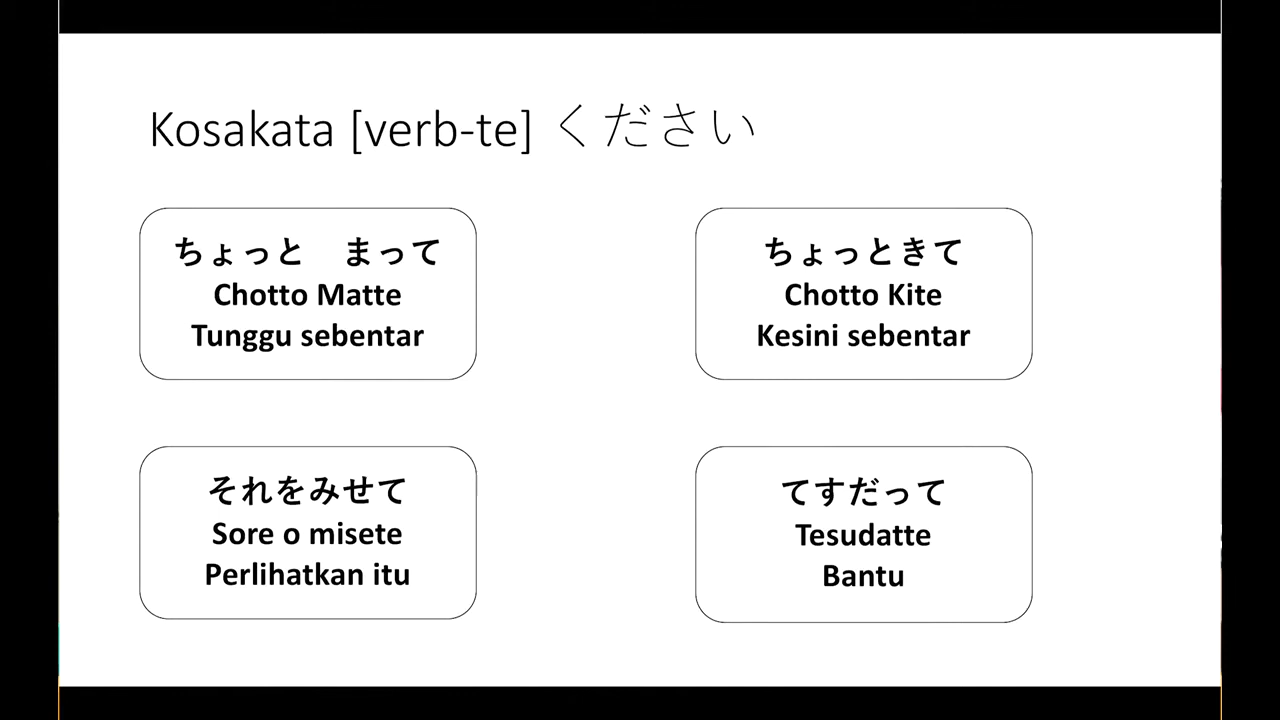 Kosakata [verb-te] ください
ちょっと　まって
Chotto Matte
Tunggu sebentar
ちょっときて
Chotto Kite
Kesini sebentar
それをみせて
Sore o misete
Perlihatkan itu
てすだって
Tesudatte
Bantu